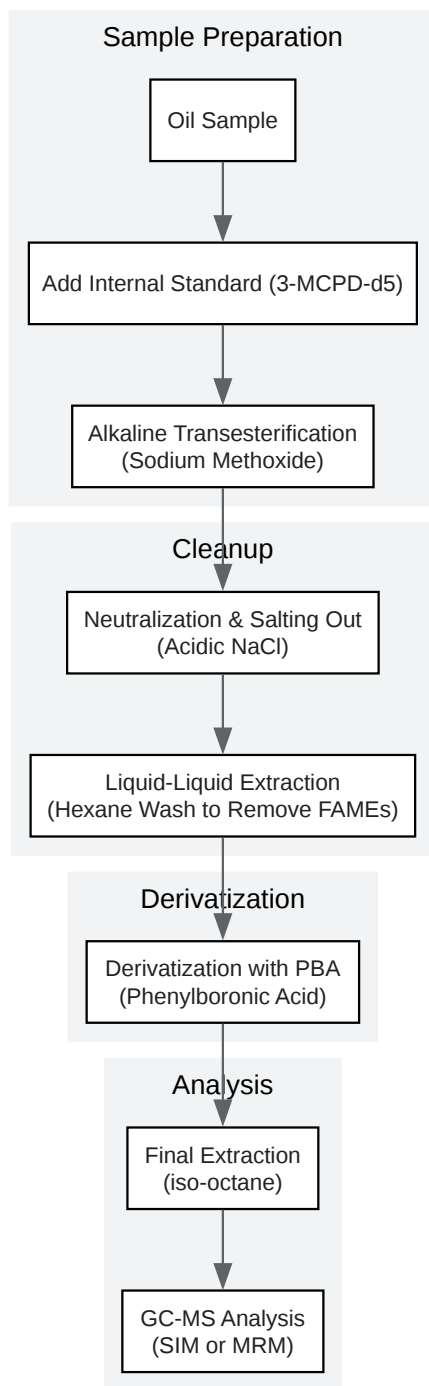 Sample Preparation
Oil Sample
Add Internal Standard (3-MCPD-d5)
Alkaline Transesterification
(Sodium Methoxide)
Cleanup
Neutralization & Salting Out
(Acidic NaCl)
Liquid-Liquid Extraction
(Hexane Wash to Remove FAMEs)
Derivatization
Derivatization with PBA
(Phenylboronic Acid)
Analysis
Final Extraction
(iso-octane)
GC-MS Analysis
(SIM or MRM)